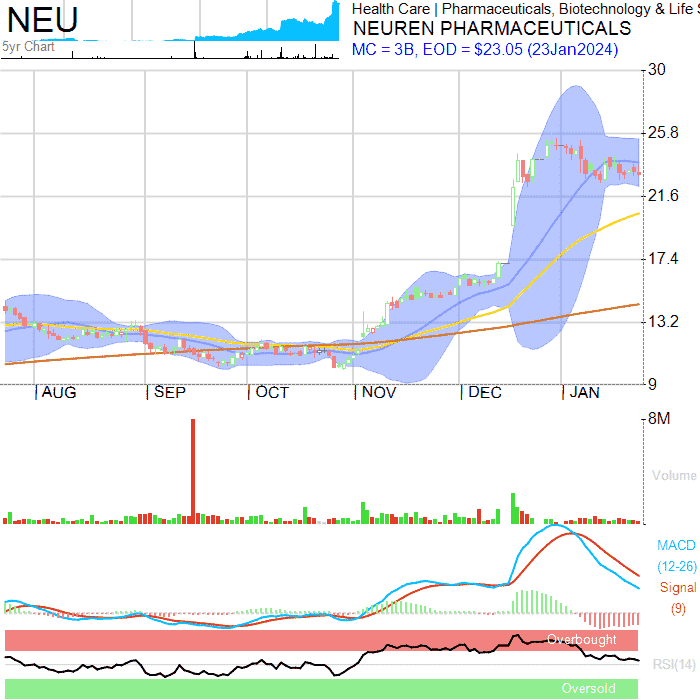 NEU
5yr Chart
Health Care | Pharmaceuticals, Biotechnology & Life S
NEUREN PHARMACEUTICALS
MC = 3B, EOD = $23.05 (23Jan2024)
30
25.8
21.6
17.4
13.2
9
AUG SEP OCT NOV DEC JAN
8M
Volume
MACD
(12-26)
Signal
(9)
Overbought
RSI(14)
Oversold